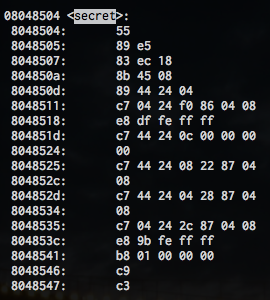 08048504 <secret>:
8048504: 55
8048505: 89 e5
8048507: 83 ec 18
804850a: 8b 45 08
804850d: 89 44 24 04
8048511: c7 04 24 f0 86 04 08
8048518: e8 df fe ff ff
804851d: c7 44 24 0c 00 00 00
8048524: 00
8048525: c7 44 24 08 22 87 04
804852c: 08
804852d: c7 44 24 04 28 87 04
8048534: 08
8048535: c7 04 24 2c 87 04 08
804853c: e8 9b fe ff ff
8048541: b8 01 00 00 00
8048546: c9
8048547: c3